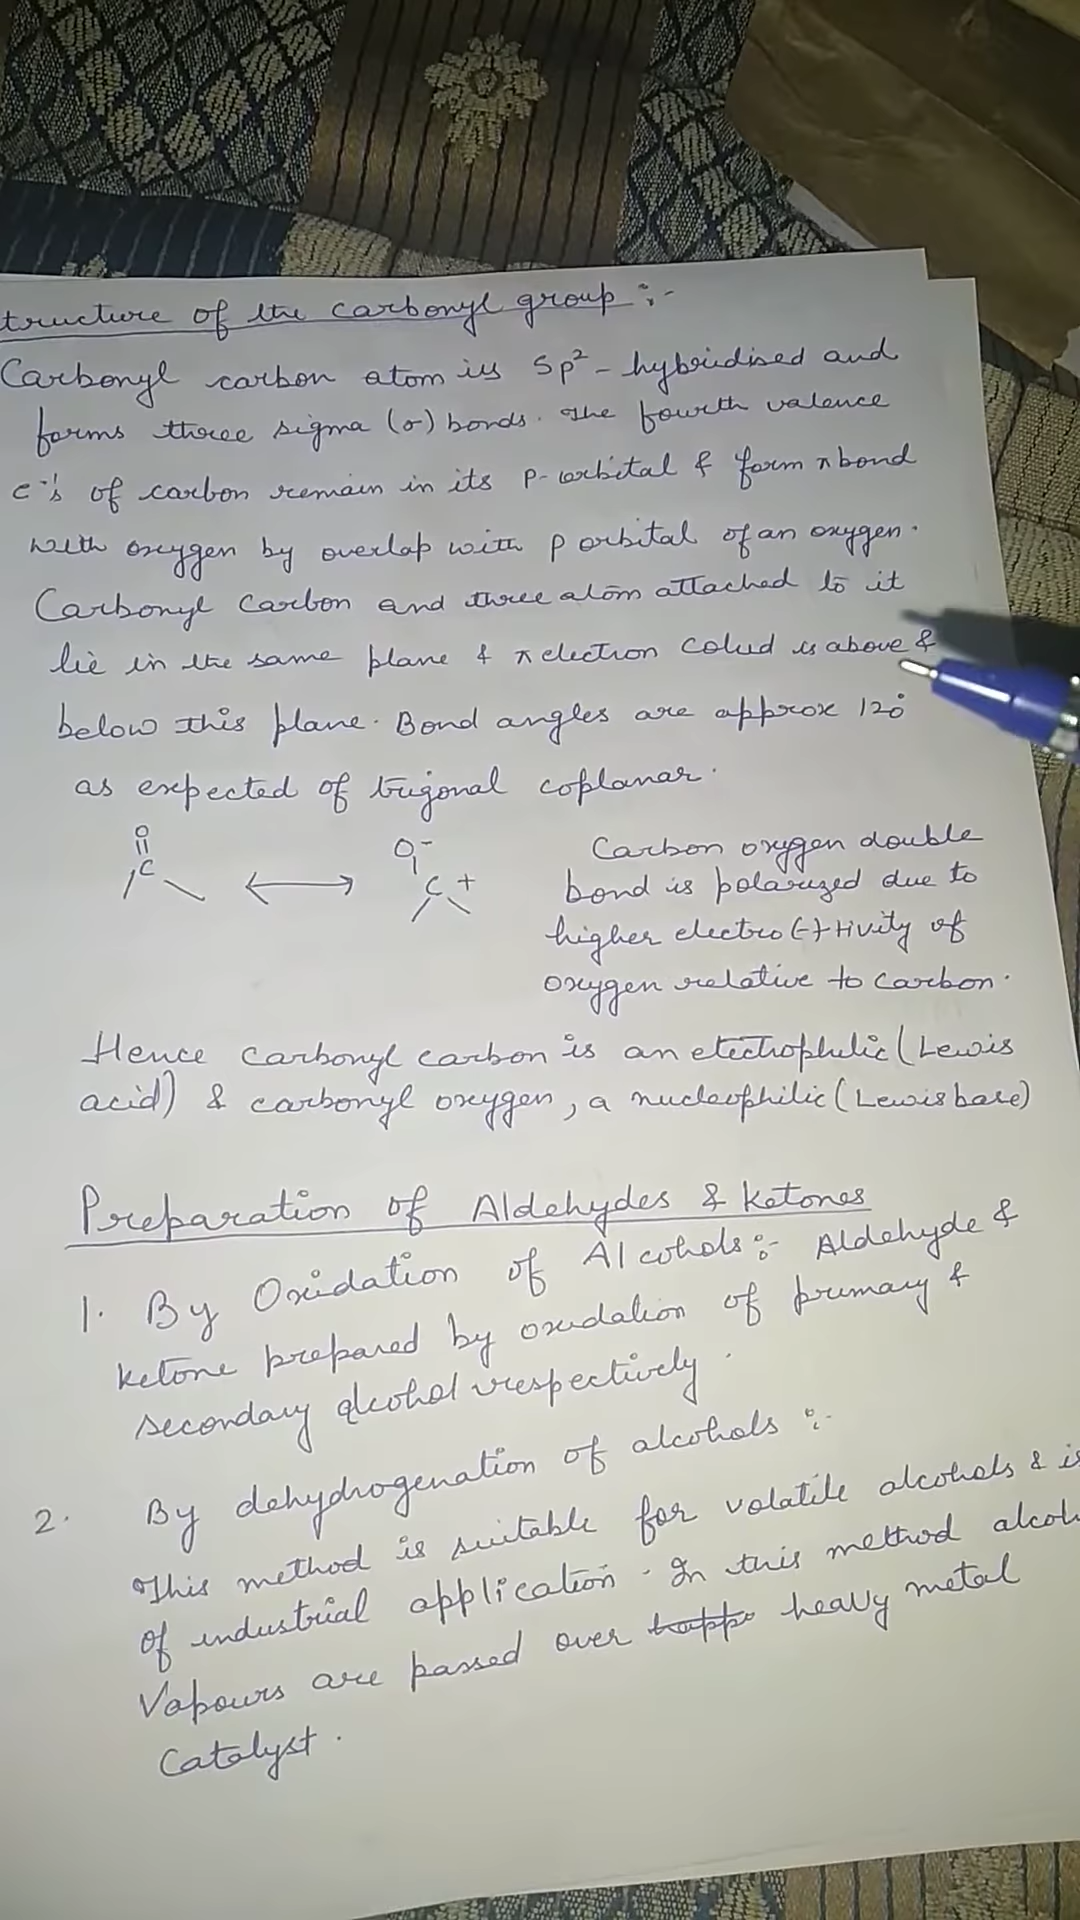 tructure of the carbonyl group :-
Carbonyl carbon atom is Sp²-hybridised and
forms three sigma (σ) bonds. The fourth valence
e⁻'s of carbon remain in its p-orbital & form π bond
with oxygen by overlap with p orbital of an oxygen.
Carbonyl Carbon and three atom attached to it
lie in the same plane & π electron colud is above &
below this plane. Bond angles are approx 120°
as expected of trigonal coplanar.
O
||
C
O⁻
C +
Carbon oxygen double
bond is polarized due to
higher electro(-)tivity of
oxygen relative to carbon.
Hence carbonyl carbon is an electrophilic (Lewis
acid) & carbonyl oxygen, a nucleophilic (Lewis base)
Preparation of Aldehydes & Ketones
1. By Oxidation of Alcohols :- Aldehyde &
ketone prepared by oxidation of primary &
secondary alcohol respectively.
2. By dehydrogenation of alcohols :-
This method is suitable for volatile alcohols & is
of industrial application. In this method alcoh
Vapours are passed over heavy metal
Catalyst.